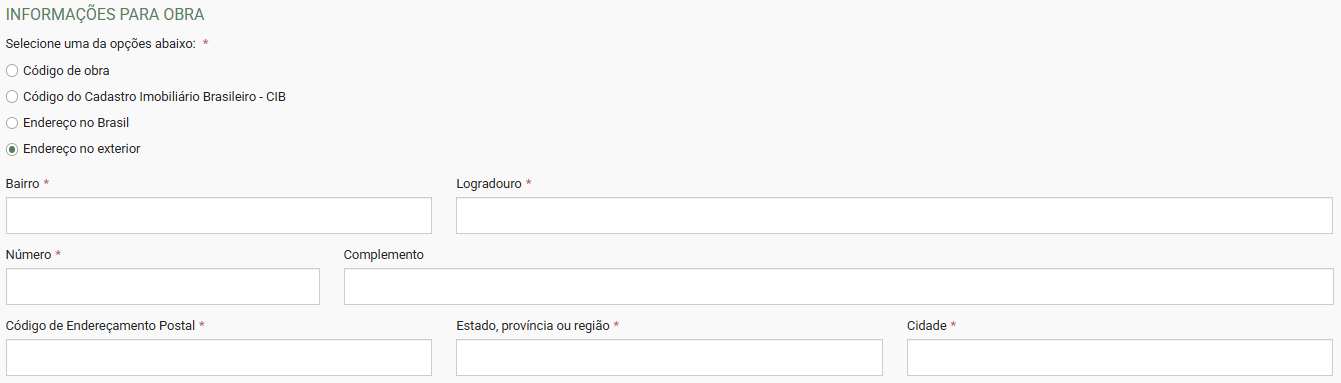 INFORMAÇÕES PARA OBRA
Selecione uma da opções abaixo: *
Código de obra
Código do Cadastro Imobiliário Brasileiro - CIB
Endereço no Brasil
Endereço no exterior
Bairro * Logradouro *
Número * Complemento
Código de Endereçamento Postal * Estado, província ou região * Cidade *